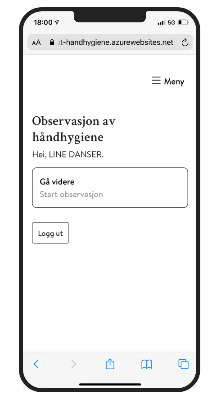 18:00
5G
AA
t-handhygiene.azurewebsites.net
Meny
Observasjon av
håndhygiene
Hei, LINE DANSER.
Gå videre
Start observasjon
Logg ut